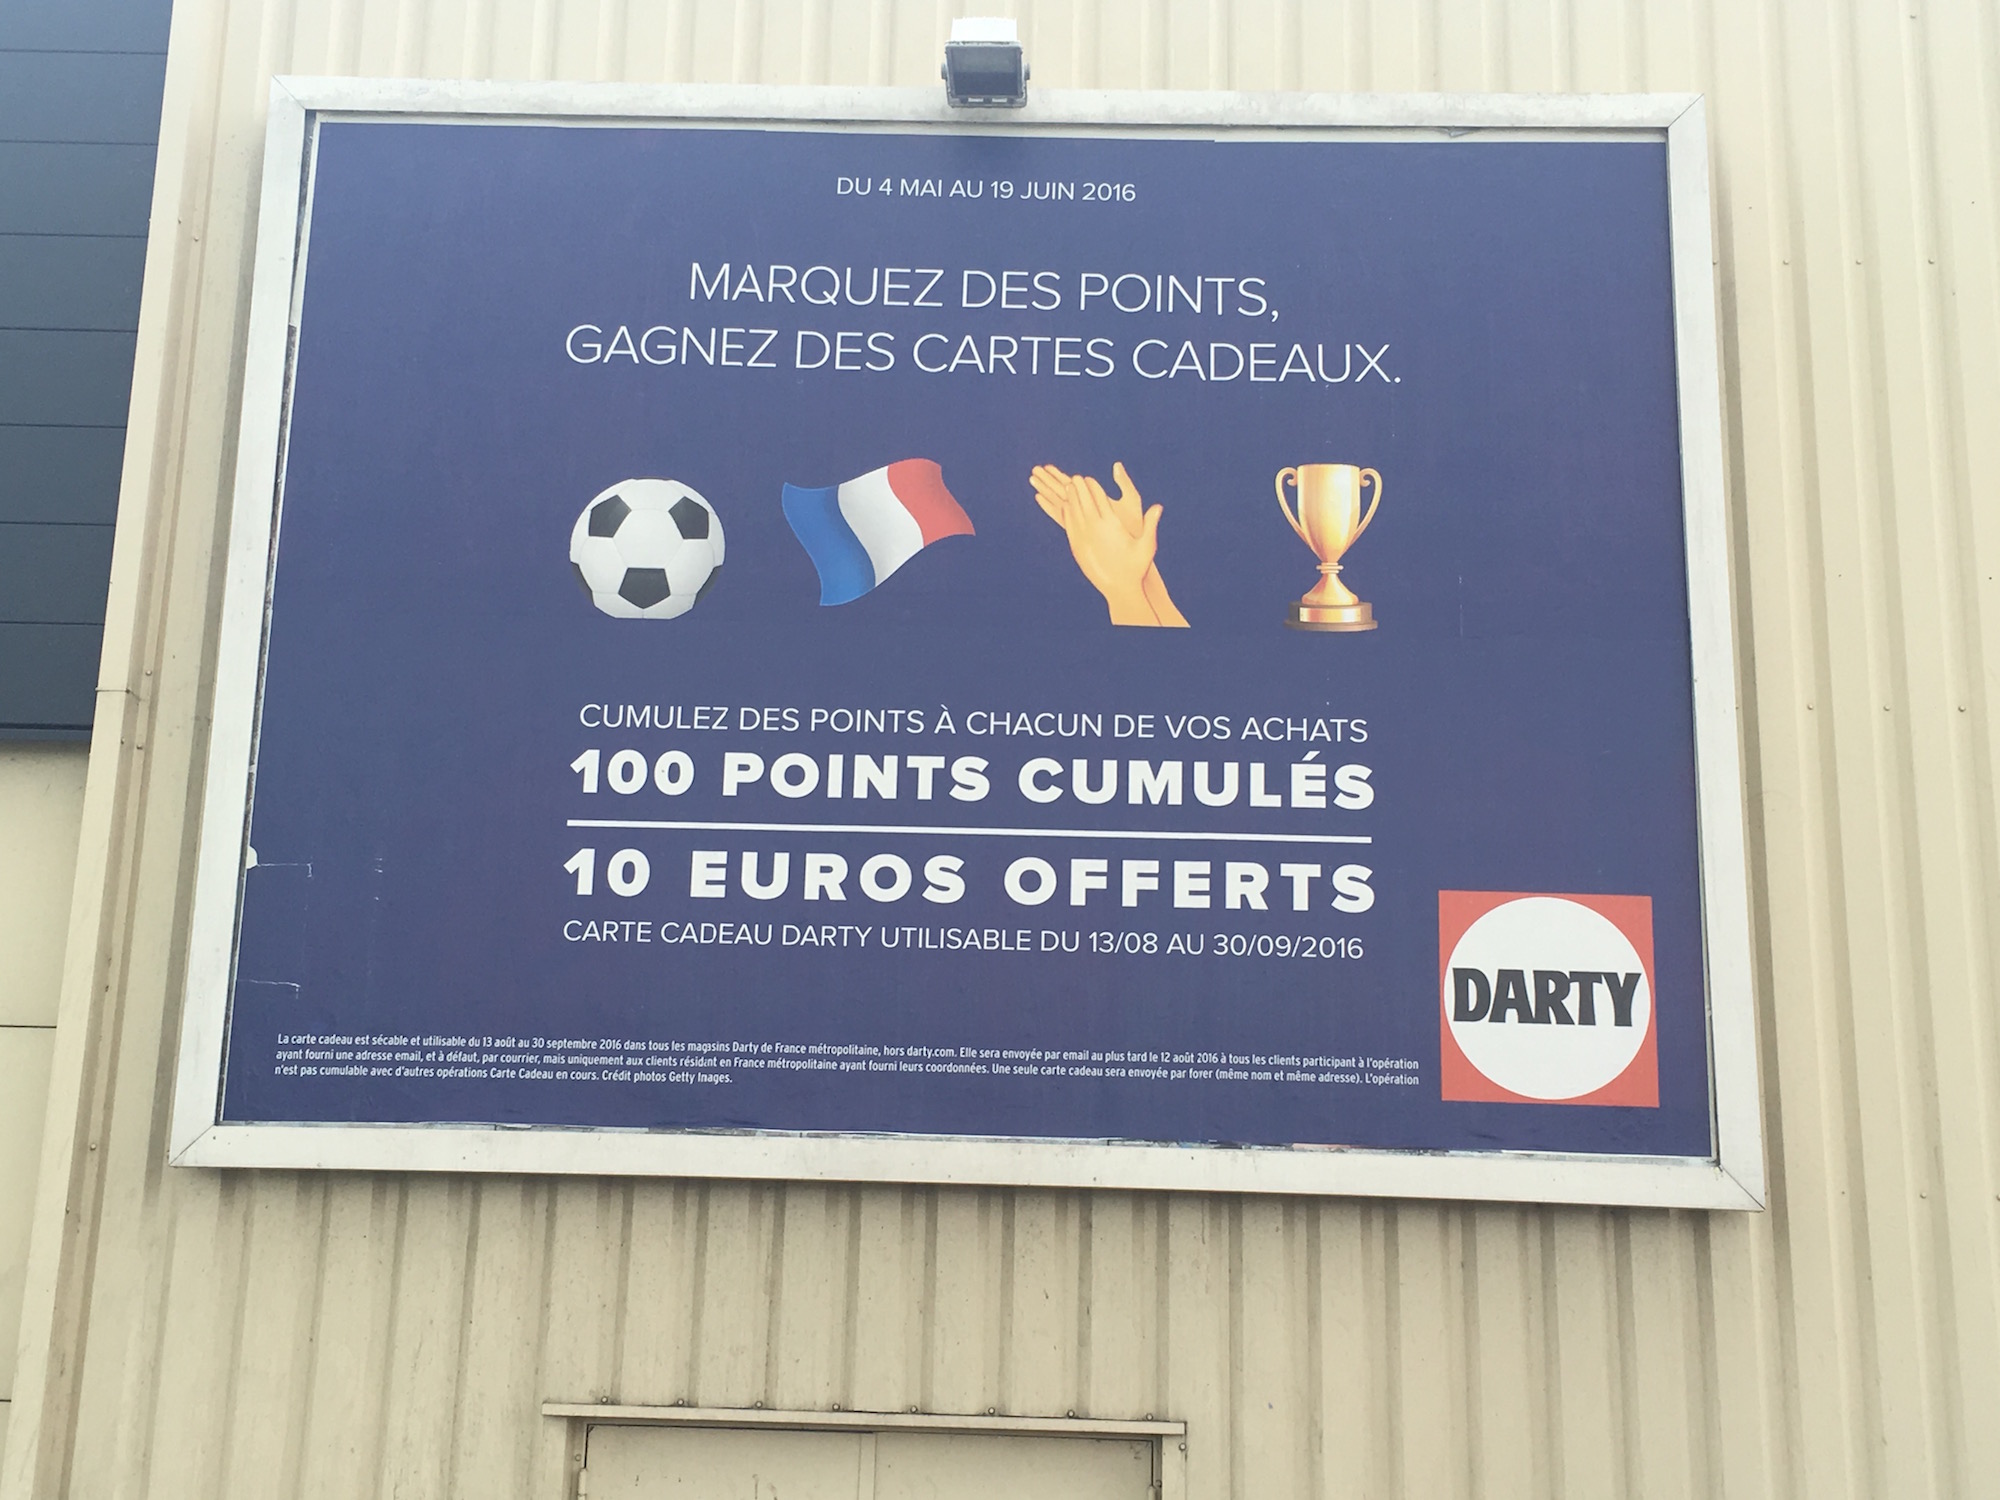 DU 4 MAI AU 19 JUIN 2016
MARQUEZ DES POINTS,
GAGNEZ DES CARTES CADEAUX.
CUMULEZ DES POINTS À CHACUN DE VOS ACHATS
100 POINTS CUMULÉS
10 EUROS OFFERTS
CARTE CADEAU DARTY UTILISABLE DU 13/08 AU 30/09/2016
DARTY
La carte cadeau est sécable et utilisable du 13 août au 30 septembre 2016 dans tous les magasins Darty de France métropolitaine, hors darty.com. Elle sera envoyée par email au plus tard le 12 août 2016 à tous les clients participant à l'opération
ayant fourni une adresse email, et à défaut, par courrier, mais uniquement aux clients résidant en France métropolitaine ayant fourni leurs coordonnées. Une seule carte cadeau sera envoyée par foyer (même nom et même adresse). L'opération
n'est pas cumulable avec d'autres opérations Carte Cadeau en cours. Crédit photos Getty Images.